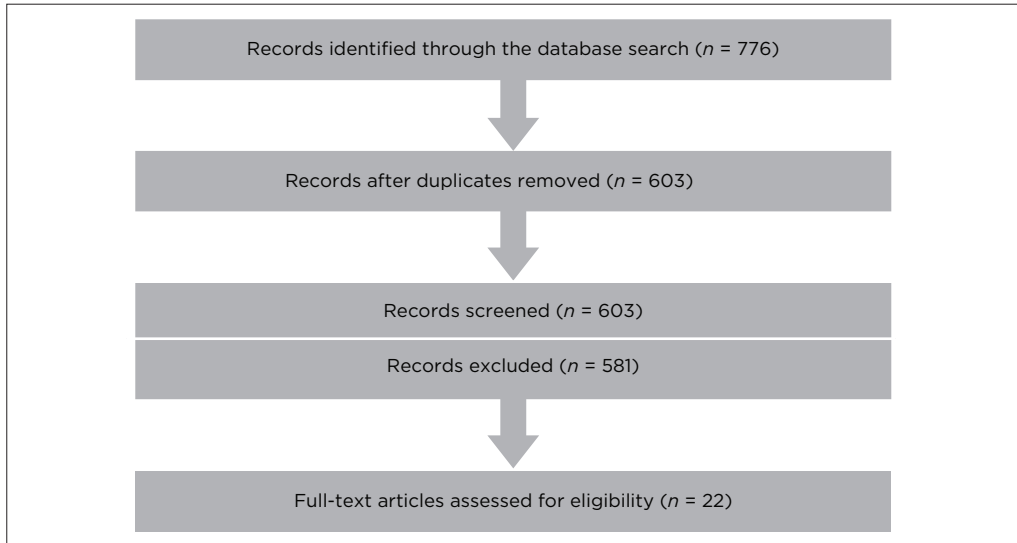 Records identified through the database search (n = 776)
Records after duplicates removed (n = 603)
Records screened (n = 603)
Records excluded (n = 581)
Full-text articles assessed for eligibility (n = 22)